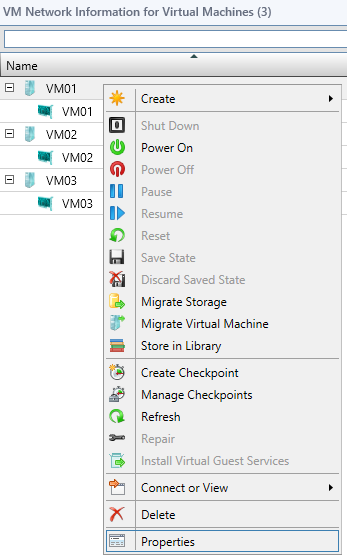 VM Network Information for Virtual Machines (3)
Name
VM01
VM01
VM02
VM02
VM03
VM03
Create
Shut Down
Power On
Power Off
Pause
Resume
Reset
Save State
Discard Saved State
Migrate Storage
Migrate Virtual Machine
Store in Library
Create Checkpoint
Manage Checkpoints
Refresh
Repair
Install Virtual Guest Services
Connect or View
Delete
Properties